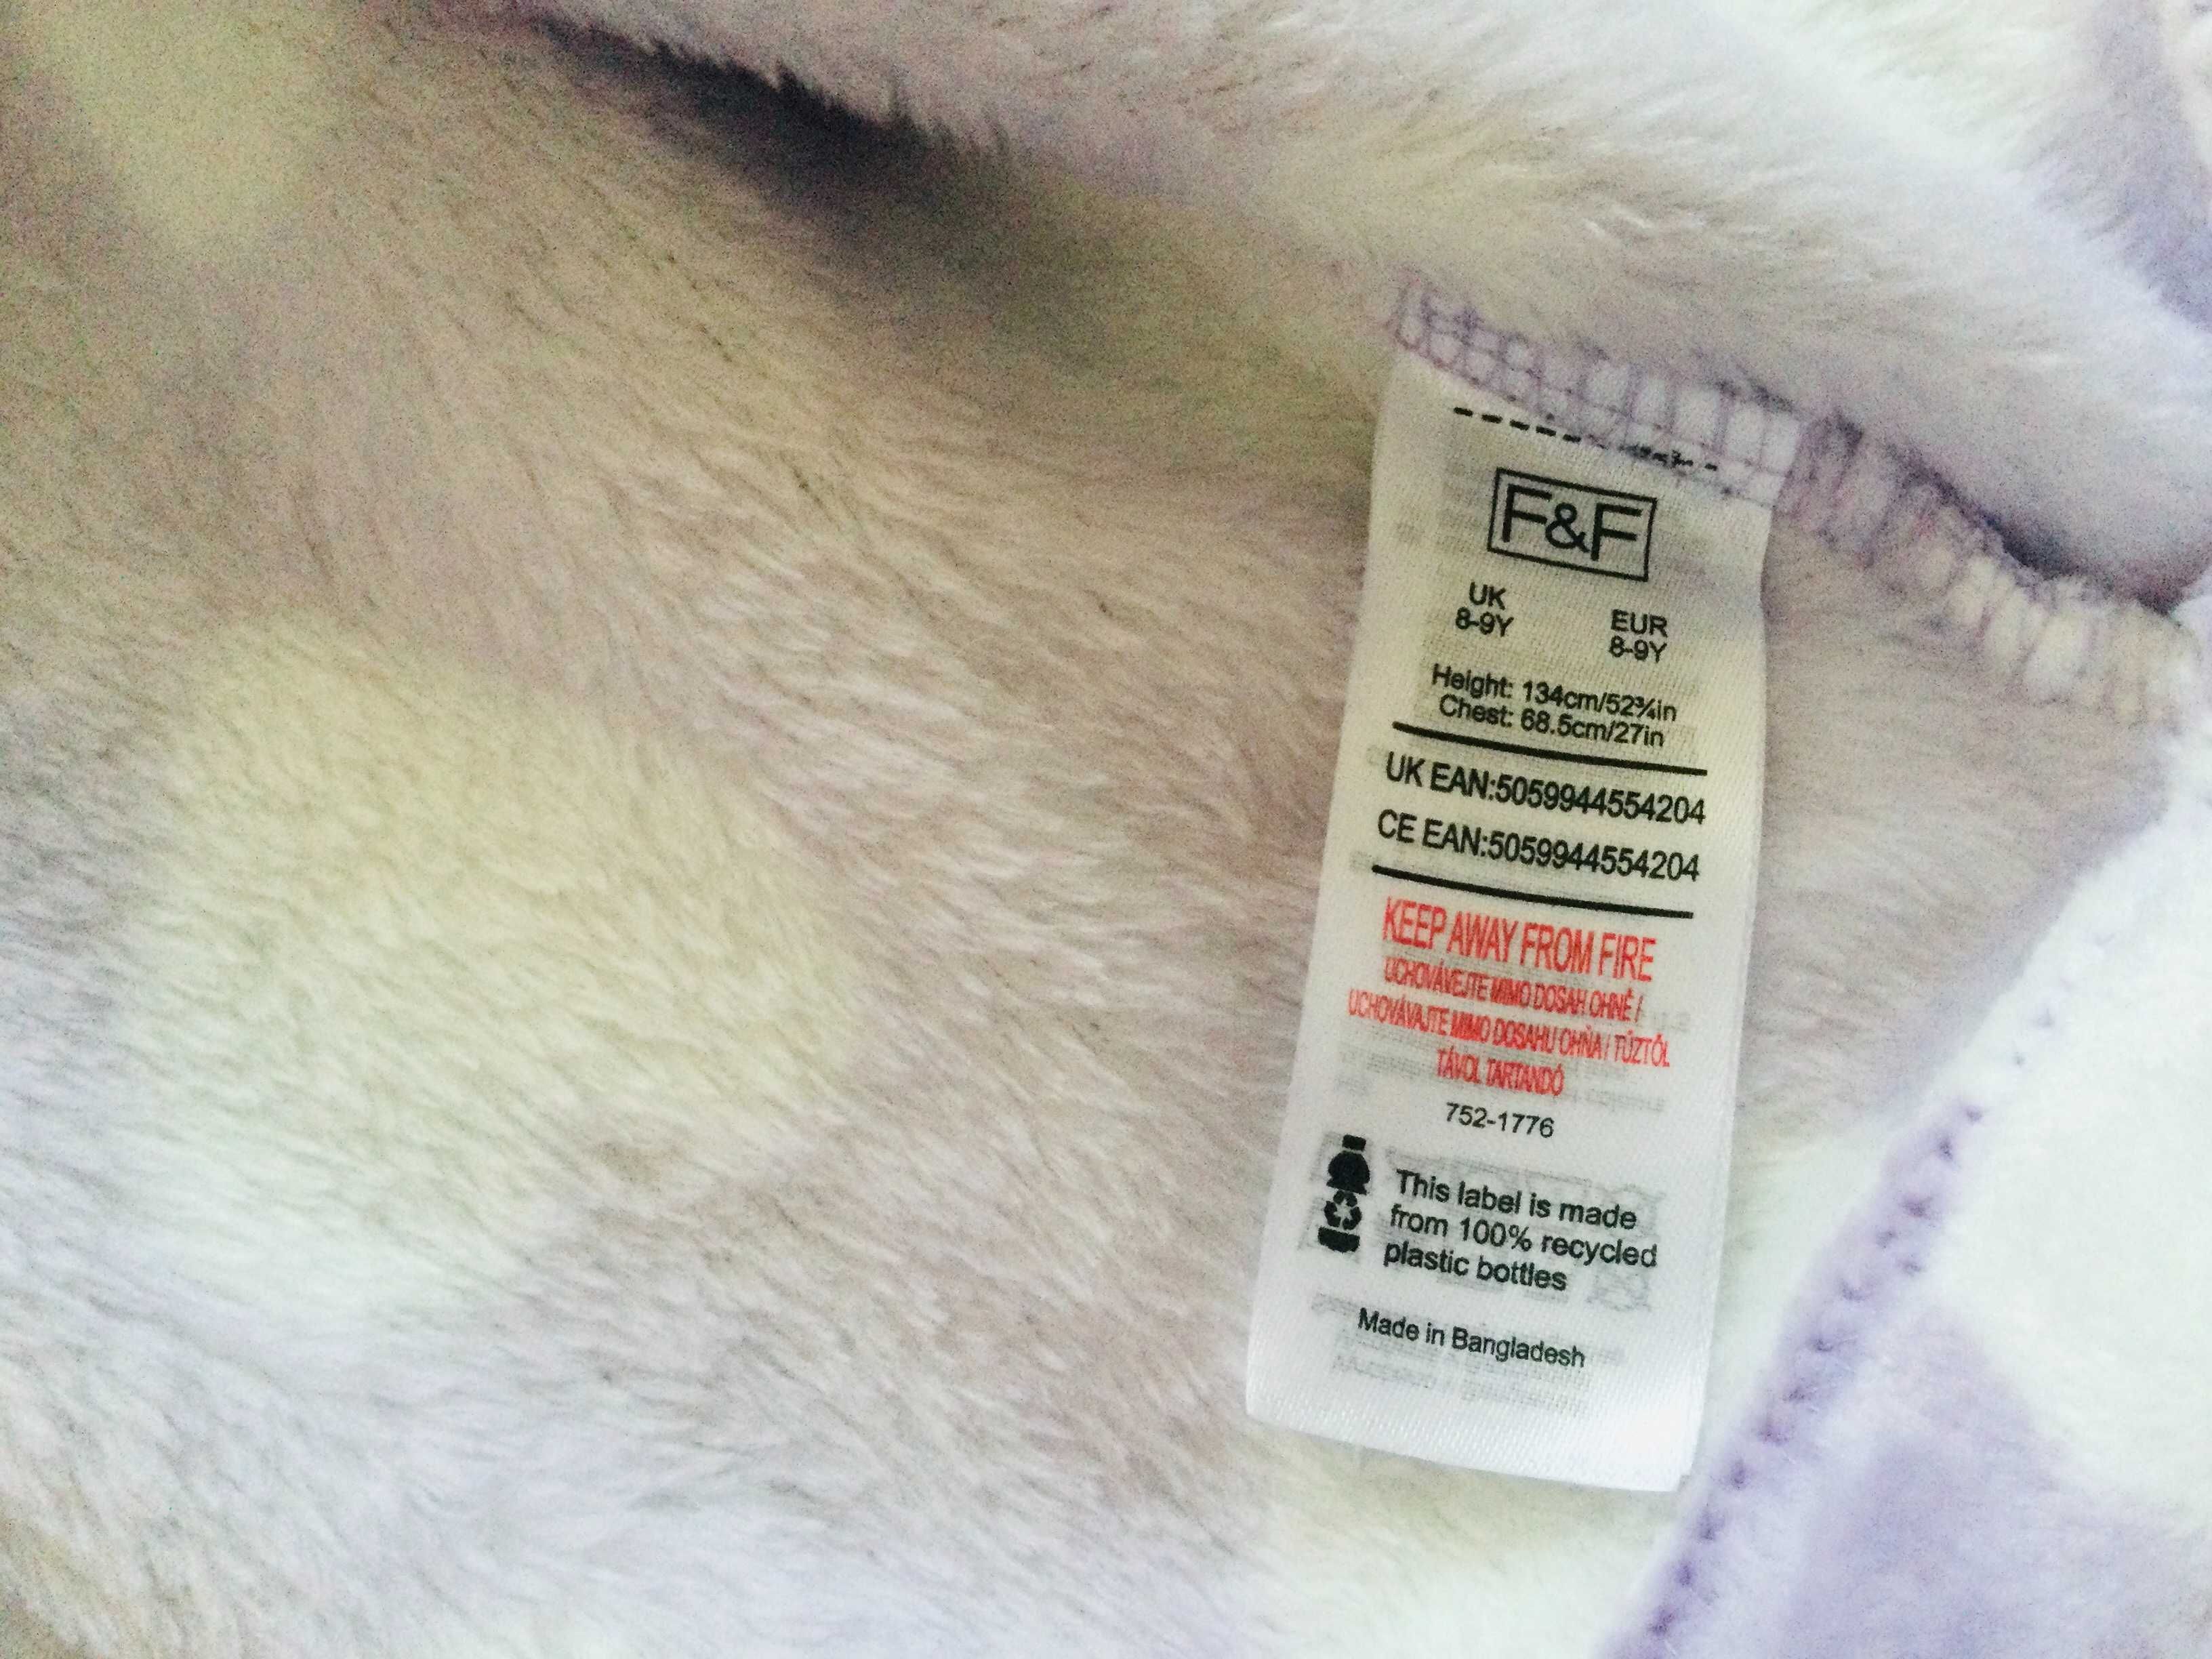 F&F
UK EUR
8-9Y 8-9Y
Height: 134cm/52¾in
Chest: 68.5cm/27in
UK EAN:5059944554204
CE EAN:5059944554204
KEEP AWAY FROM FIRE
UCHOVÁVEJTE MIMO DOSAH OHNĚ /
UCHOVÁVAJTE MIMO DOSAHU OHŇA / TŰZTŐL
TÁVOL TARTANDÓ
752-1776
This label is made
from 100% recycled
plastic bottles
Made in Bangladesh